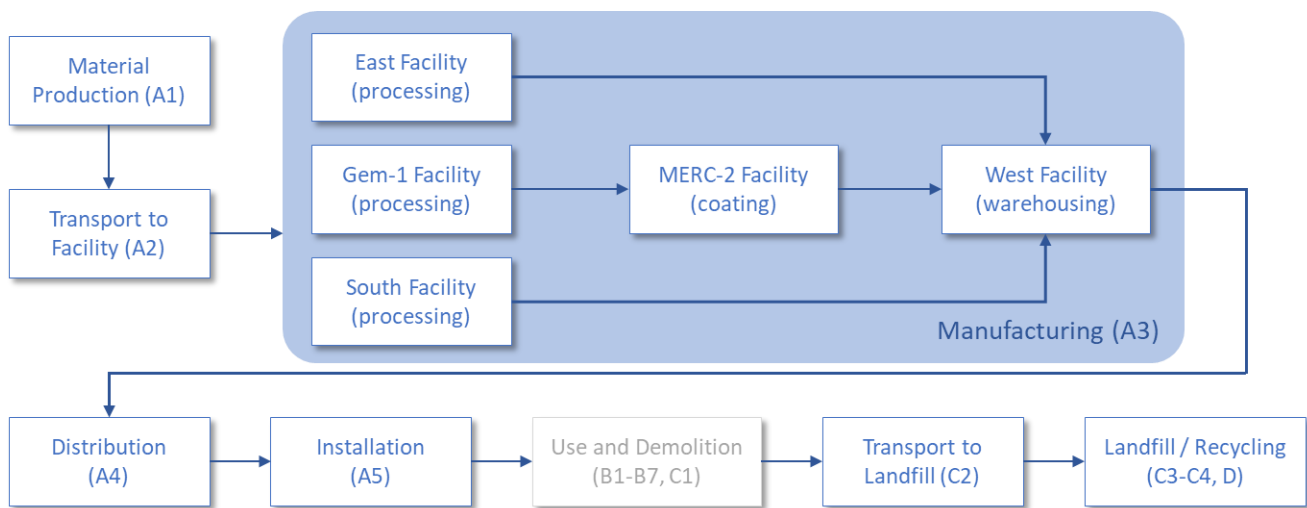 Material
Production (A1)
Transport to
Facility (A2)
East Facility
(processing)
Gem-1 Facility
(processing)
South Facility
(processing)
MERC-2 Facility
(coating)
West Facility
(warehousing)
Manufacturing (A3)
Distribution
(A4)
Installation
(A5)
Use and Demolition
(B1-B7, C1)
Transport to
Landfill (C2)
Landfill / Recycling
(C3-C4, D)